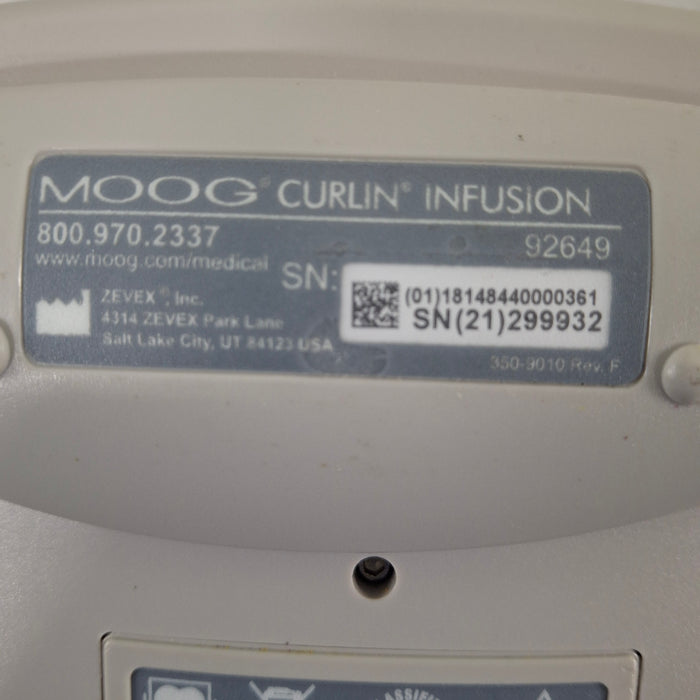 MOOG® CURLIN® INFUSION
800.970.2337 92649
www.moog.com/medical
SN: (01)18148440000361
SN(21)299932
ZEVEX®, Inc.
4314 ZEVEX Park Lane
Salt Lake City, UT 84123 USA
350-9010 Rev. F
ASSIFI